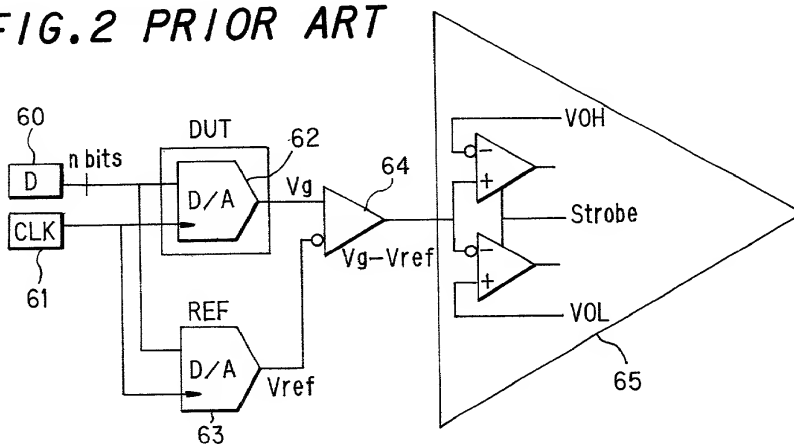 FIG.2 PRIOR ART
60
D
n bits
CLK
61
DUT
62
D/A
Vg
REF
D/A
63
Vref
64
Vg-Vref
VOH
-
+
Strobe
-
+
VOL
65